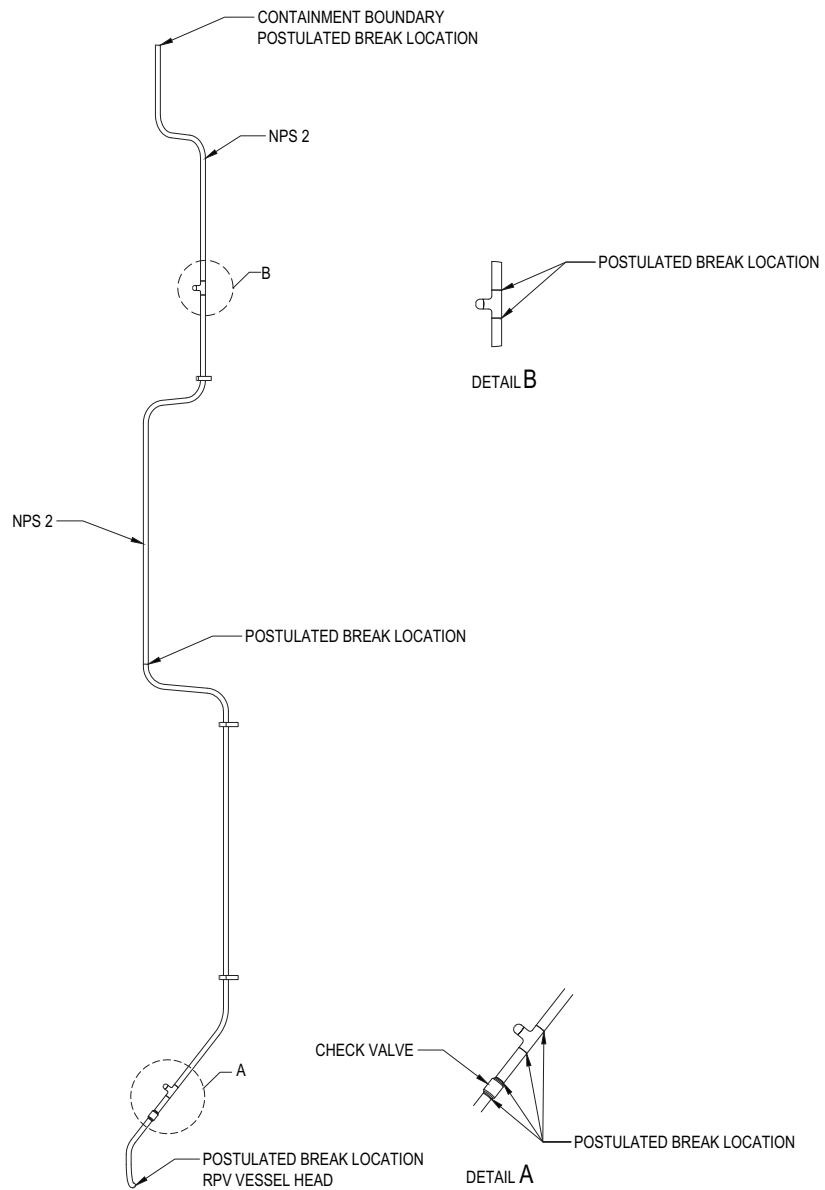 CONTAINMENT BOUNDARY
POSTULATED BREAK LOCATION
NPS 2
B
POSTULATED BREAK LOCATION
DETAIL B
NPS 2
POSTULATED BREAK LOCATION
A
CHECK VALVE
POSTULATED BREAK LOCATION
DETAIL A
POSTULATED BREAK LOCATION
RPV VESSEL HEAD